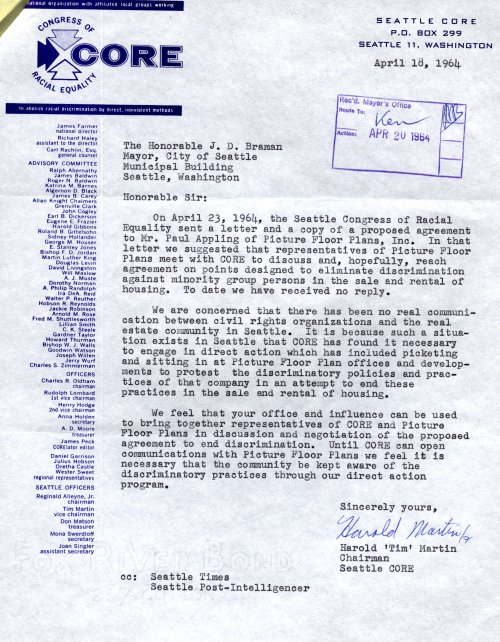 national organization with affiliated local groups working
CONGRESS OF
CORE
RACIAL EQUALITY
to abolish racial discrimination by direct, nonviolent methods
SEATTLE CORE
P.O. BOX 299
SEATTLE 11, WASHINGTON
April 18, 1964
Rec'd. Mayor's Office
Route To:
Ken
Action:
APR 20 1964
James Farmer
national director
Richard Haley
assistant to the director
Carl Rachlin, Esq.
general counsel
ADVISORY COMMITTEE
Ralph Abernathy
James Baldwin
Roger N. Baldwin
Katrina M. Barnes
Algernon D. Black
James B. Carey
Allan Knight Chalmers
Grenville Clark
John Cogley
Earl B. Dickerson
Eugene E. Frazier
Harold Gibbons
Roland B. Gittelsohn
Sidney Hollander
George M. Houser
E. Stanley Jones
Bishop F. D. Jordan
Martin Luther King
Douglas Levin
David Livingston
Will Maslow
A. J. Muste
Dorothy Norman
A. Philip Randolph
Ira DeA. Reid
Walter P. Reuther
Hobson R. Reynolds
Jackie Robinson
Arnold M. Rose
Fred M. Shuttlesworth
Lillian Smith
C. K. Steele
Gardner Taylor
Howard Thurman
Bishop W. J. Walls
Goodwin Watson
Joseph Willen
Jerry Wurf
Charles S. Zimmerman
OFFICERS
Charles R. Oldham
chairman
Rudolph Lombard
1st vice chairman
Henry Hodge
2nd vice chairman
Anna Holden
secretary
A. D. Moore
treasurer
James Peck
CORElator editor
Daniel Garrison
Julius Hobson
Oretha Castle
Wester Sweet
regional representatives
SEATTLE OFFICERS
Reginald Alleyne, Jr.
chairman
Tim Martin
vice chairman
Don Matson
treasurer
Mona Swerdloff
secretary
Joan Singler
assistant secretary
The Honorable J. D. Braman
Mayor, City of Seattle
Municipal Building
Seattle, Washington
Honorable Sir:
On April 23, 1964, the Seattle Congress of Racial
Equality sent a letter and a copy of a proposed agreement
to Mr. Paul Appling of Picture Floor Plans, Inc. In that
letter we suggested that representatives of Picture Floor
Plans meet with CORE to discuss and, hopefully, reach
agreement on points designed to eliminate discrimination
against minority group persons in the sale and rental of
housing. To date we have received no reply.
We are concerned that there has been no real communi-
cation between civil rights organizations and the real
estate community in Seattle. It is because such a situa-
tion exists in Seattle that CORE has found it necessary
to engage in direct action which has included picketing
and sitting in at Picture Floor Plan offices and develop-
ments to protest the discriminatory policies and prac-
tices of that company in an attempt to end these
practices in the sale and rental of housing.
We feel that your office and influence can be used
to bring together representatives of CORE and Picture
Floor Plans in discussion and negotiation of the proposed
agreement to end discrimination. Until CORE can open
communications with Picture Floor Plans we feel it is
necessary that the community be kept aware of the
discriminatory practices through our direct action
program.
Sincerely yours,
Harold Martin
Harold 'Tim' Martin
Chairman
Seattle CORE
cc: Seattle Times
Seattle Post-Intelligencer